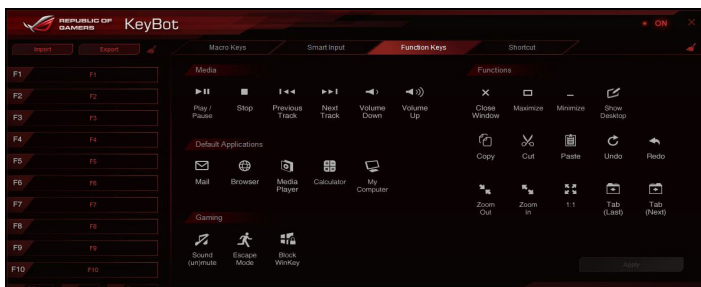 REPUBLIC OF
GAMERS
KeyBot
ON
Import
Export
Macro Keys
Smart Input
Function Keys
Shortcut
F1 F1
F2 F2
F3 F3
F4 F4
F5 F5
F6 F6
F7 F7
F8 F8
F9 F9
F10 F10
Media
Play /
Pause
Stop
Previous
Track
Next
Track
Volume
Down
Volume
Up
Default Applications
Mail
Browser
Media
Player
Calculator
My
Computer
Gaming
Sound
(un)mute
Escape
Mode
Block
WinKey
Functions
Close
Window
Maximize
Minimize
Show
Desktop
Copy
Cut
Paste
Undo
Redo
Zoom
Out
Zoom
In
1:1
Tab
(Last)
Tab
(Next)
Apply